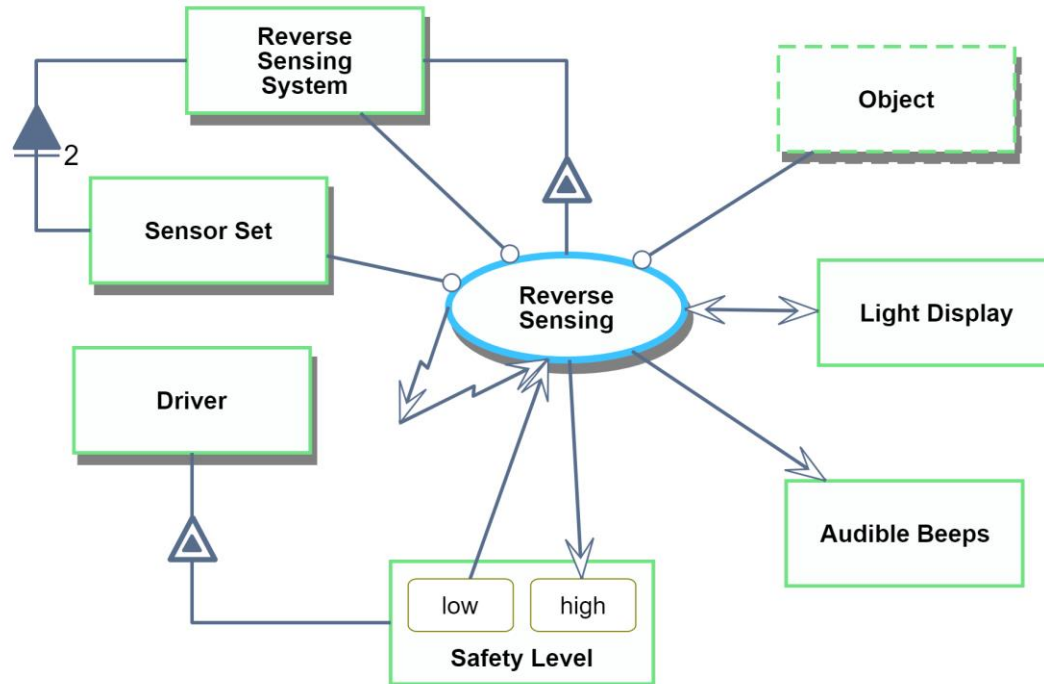 Reverse
Sensing
System
Object
2
Sensor Set
Reverse
Sensing
Light Display
Driver
Audible Beeps
low
high
Safety Level